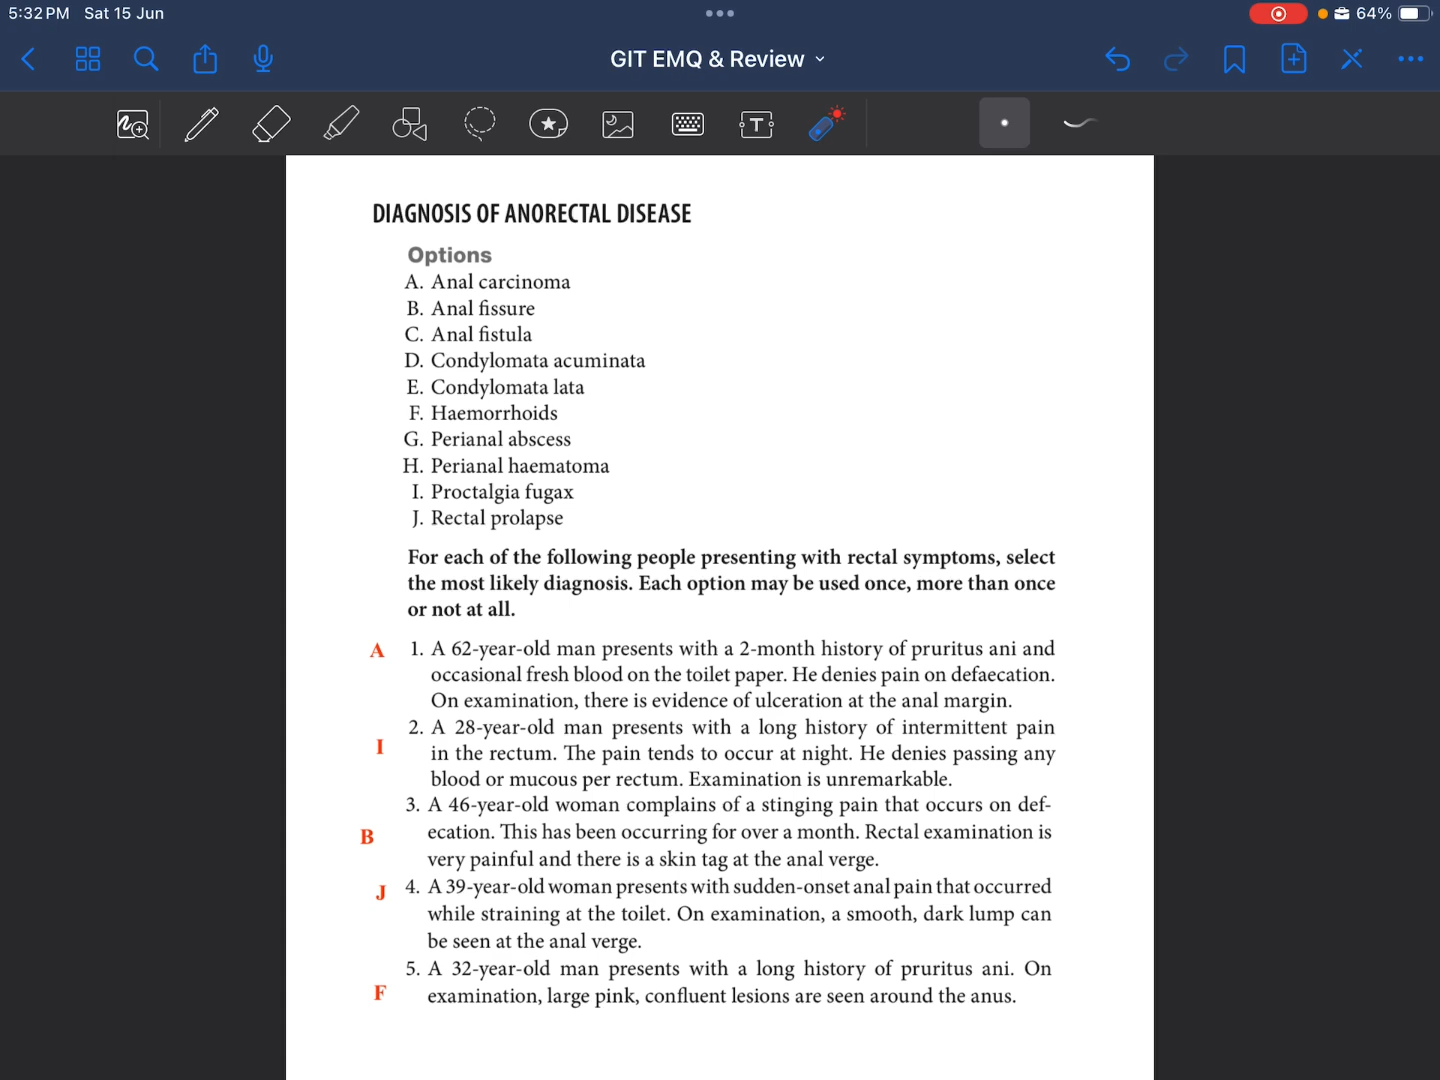 5:32 PM Sat 15 Jun
64%
GIT EMQ & Review
T
DIAGNOSIS OF ANORECTAL DISEASE
Options
A. Anal carcinoma
B. Anal fissure
C. Anal fistula
D. Condylomata acuminata
E. Condylomata lata
F. Haemorrhoids
G. Perianal abscess
H. Perianal haematoma
I. Proctalgia fugax
J. Rectal prolapse
For each of the following people presenting with rectal symptoms, select
the most likely diagnosis. Each option may be used once, more than once
or not at all.
A 1. A 62-year-old man presents with a 2-month history of pruritus ani and
occasional fresh blood on the toilet paper. He denies pain on defaecation.
On examination, there is evidence of ulceration at the anal margin.
2. A 28-year-old man presents with a long history of intermittent pain
I in the rectum. The pain tends to occur at night. He denies passing any
blood or mucous per rectum. Examination is unremarkable.
3. A 46-year-old woman complains of a stinging pain that occurs on def-
B ecation. This has been occurring for over a month. Rectal examination is
very painful and there is a skin tag at the anal verge.
J 4. A 39-year-old woman presents with sudden-onset anal pain that occurred
while straining at the toilet. On examination, a smooth, dark lump can
be seen at the anal verge.
5. A 32-year-old man presents with a long history of pruritus ani. On
F examination, large pink, confluent lesions are seen around the anus.